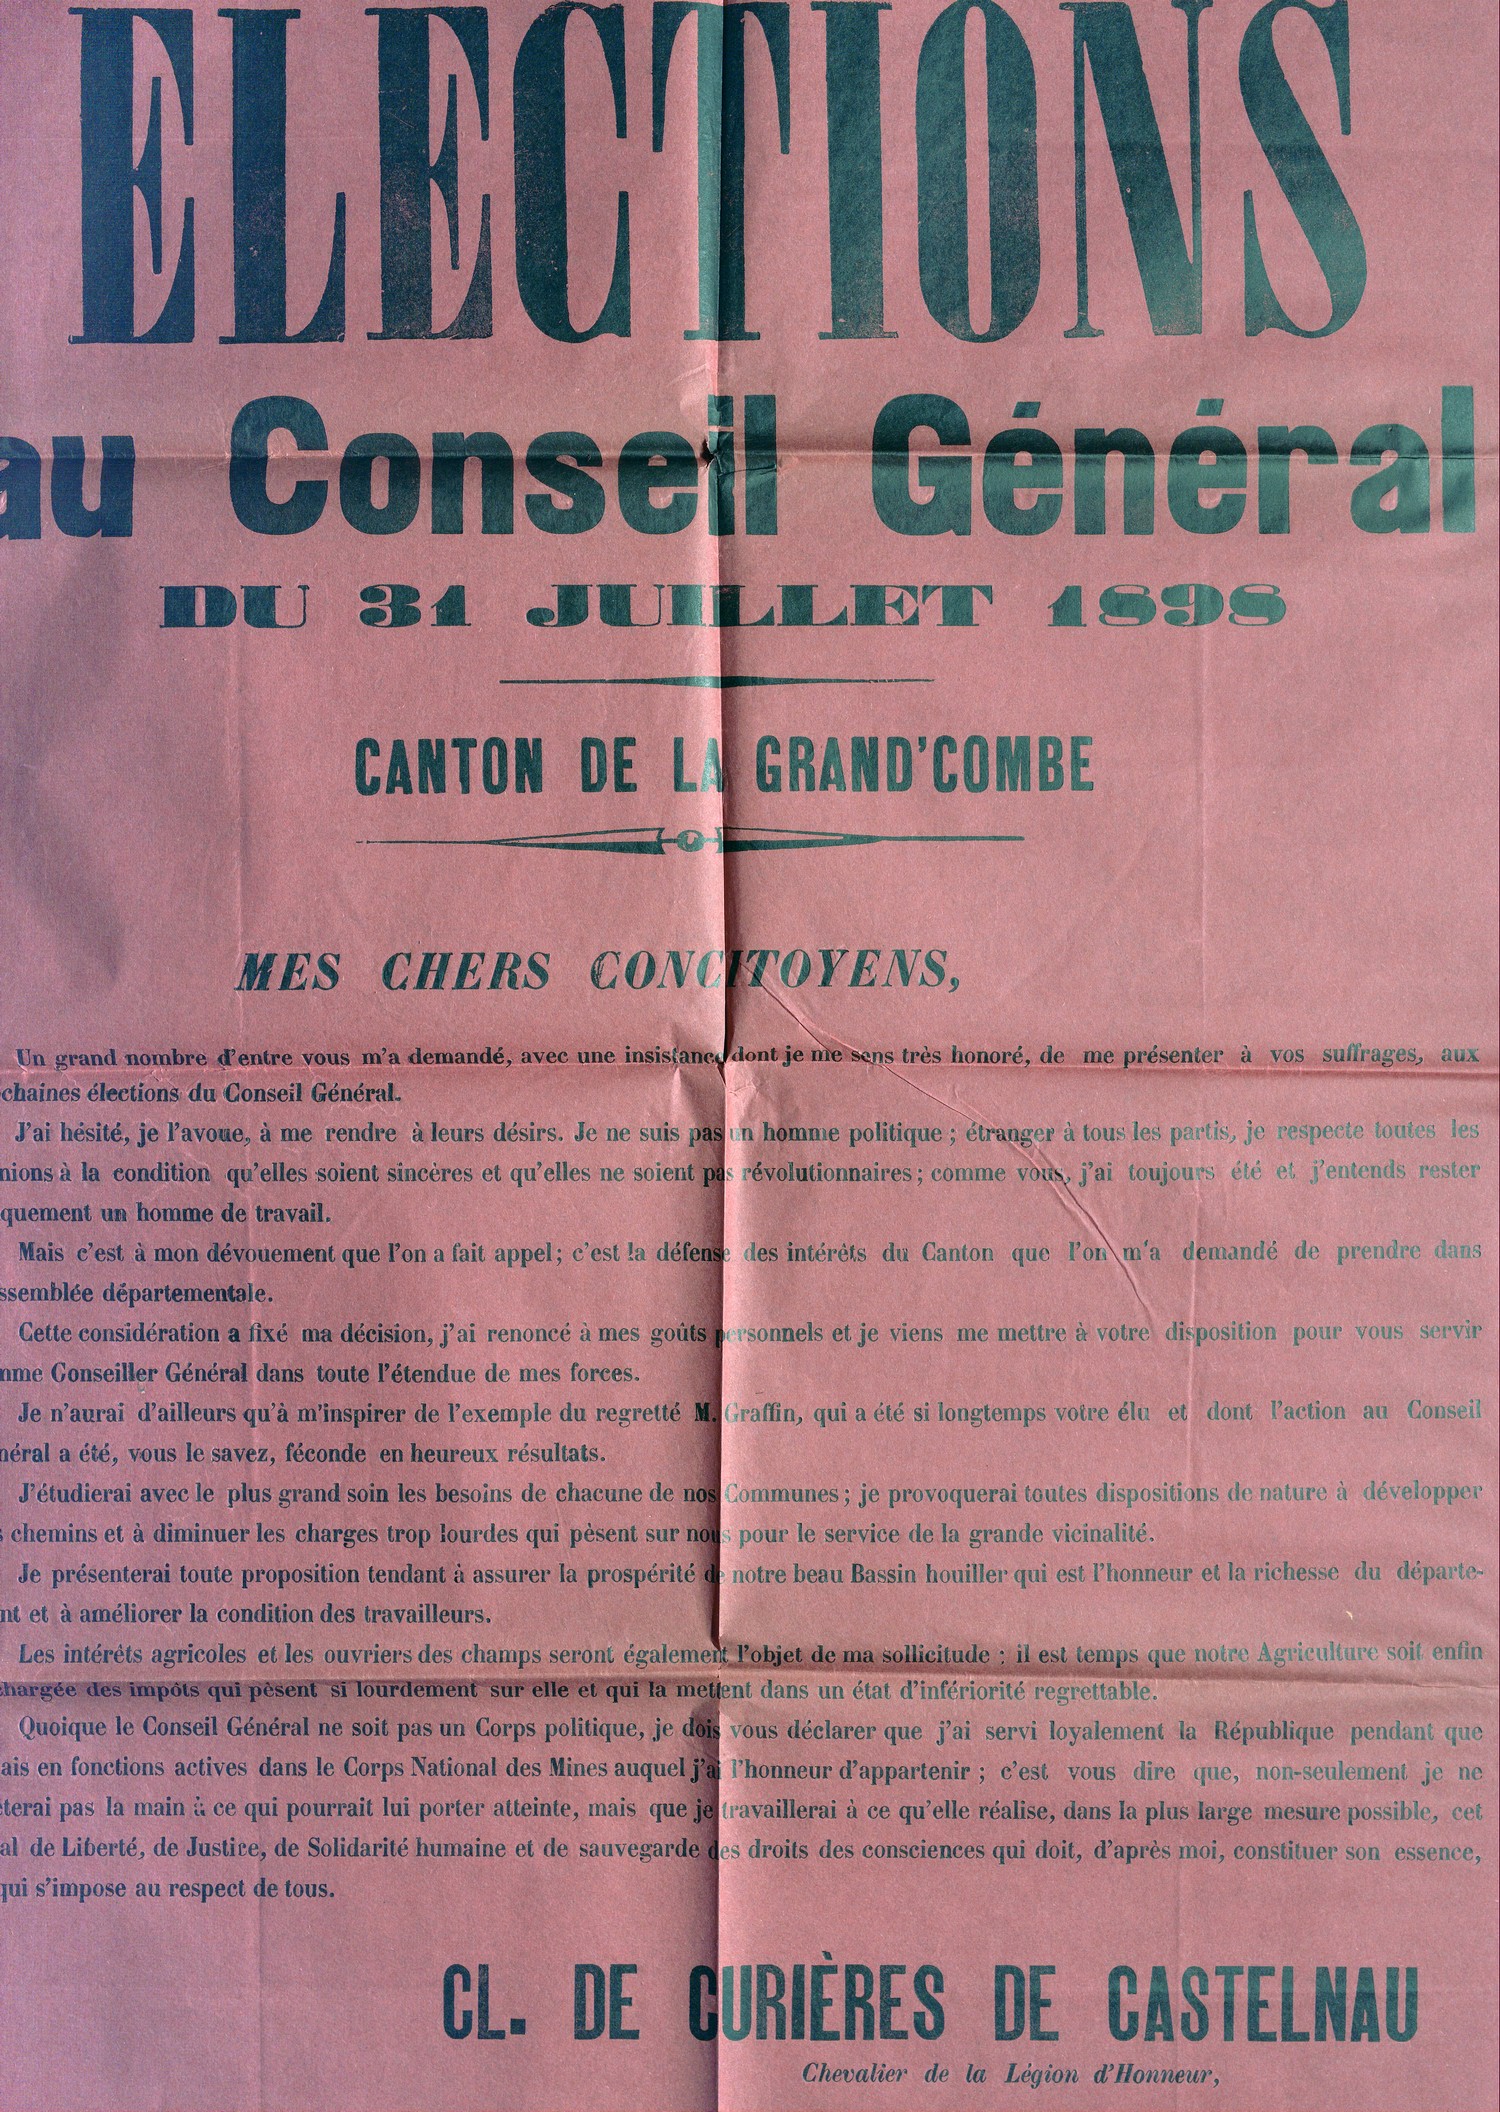 ELECTIONS
au Conseil Général
DU 31 JUILLET 1898
CANTON DE LA GRAND'COMBE
MES CHERS CONCITOYENS,
Un grand nombre d'entre vous m'a demandé, avec une insistance dont je me sens très honoré, de me présenter à vos suffrages, aux
chaines élections du Conseil Général.
J'ai hésité, je l'avoue, à me rendre à leurs désirs. Je ne suis pas un homme politique ; étranger à tous les partis, je respecte toutes les
nions à la condition qu'elles soient sincères et qu'elles ne soient pas révolutionnaires ; comme vous, j'ai toujours été et j'entends rester
quement un homme de travail.
Mais c'est à mon dévouement que l'on a fait appel ; c'est la défense des intérêts du Canton que l'on m'a demandé de prendre dans
ssemblée départementale.
Cette considération a fixé ma décision, j'ai renoncé à mes goûts personnels et je viens me mettre à votre disposition pour vous servir
mme Conseiller Général dans toute l'étendue de mes forces.
Je n'aurai d'ailleurs qu'à m'inspirer de l'exemple du regretté M. Graffin, qui a été si longtemps votre élu et dont l'action au Conseil
néral a été, vous le savez, féconde en heureux résultats.
J'étudierai avec le plus grand soin les besoins de chacune de nos Communes ; je provoquerai toutes dispositions de nature à développer
s chemins et à diminuer les charges trop lourdes qui pèsent sur nous pour le service de la grande vicinalité.
Je présenterai toute proposition tendant à assurer la prospérité de notre beau Bassin houiller qui est l'honneur et la richesse du départe-
nt et à améliorer la condition des travailleurs.
Les intérêts agricoles et les ouvriers des champs seront également l'objet de ma sollicitude ; il est temps que notre Agriculture soit enfin
chargée des impôts qui pèsent si lourdement sur elle et qui la mettent dans un état d'infériorité regrettable.
Quoique le Conseil Général ne soit pas un Corps politique, je dois vous déclarer que j'ai servi loyalement la République pendant que
ais en fonctions actives dans le Corps National des Mines auquel j'ai l'honneur d'appartenir ; c'est vous dire que, non-seulement je ne
êterai pas la main à ce qui pourrait lui porter atteinte, mais que je travaillerai à ce qu'elle réalise, dans la plus large mesure possible, cet
al de Liberté, de Justice, de Solidarité humaine et de sauvegarde des droits des consciences qui doit, d'après moi, constituer son essence,
qui s'impose au respect de tous.
CL. DE CURIÈRES DE CASTELNAU
Chevalier de la Légion d'Honneur,